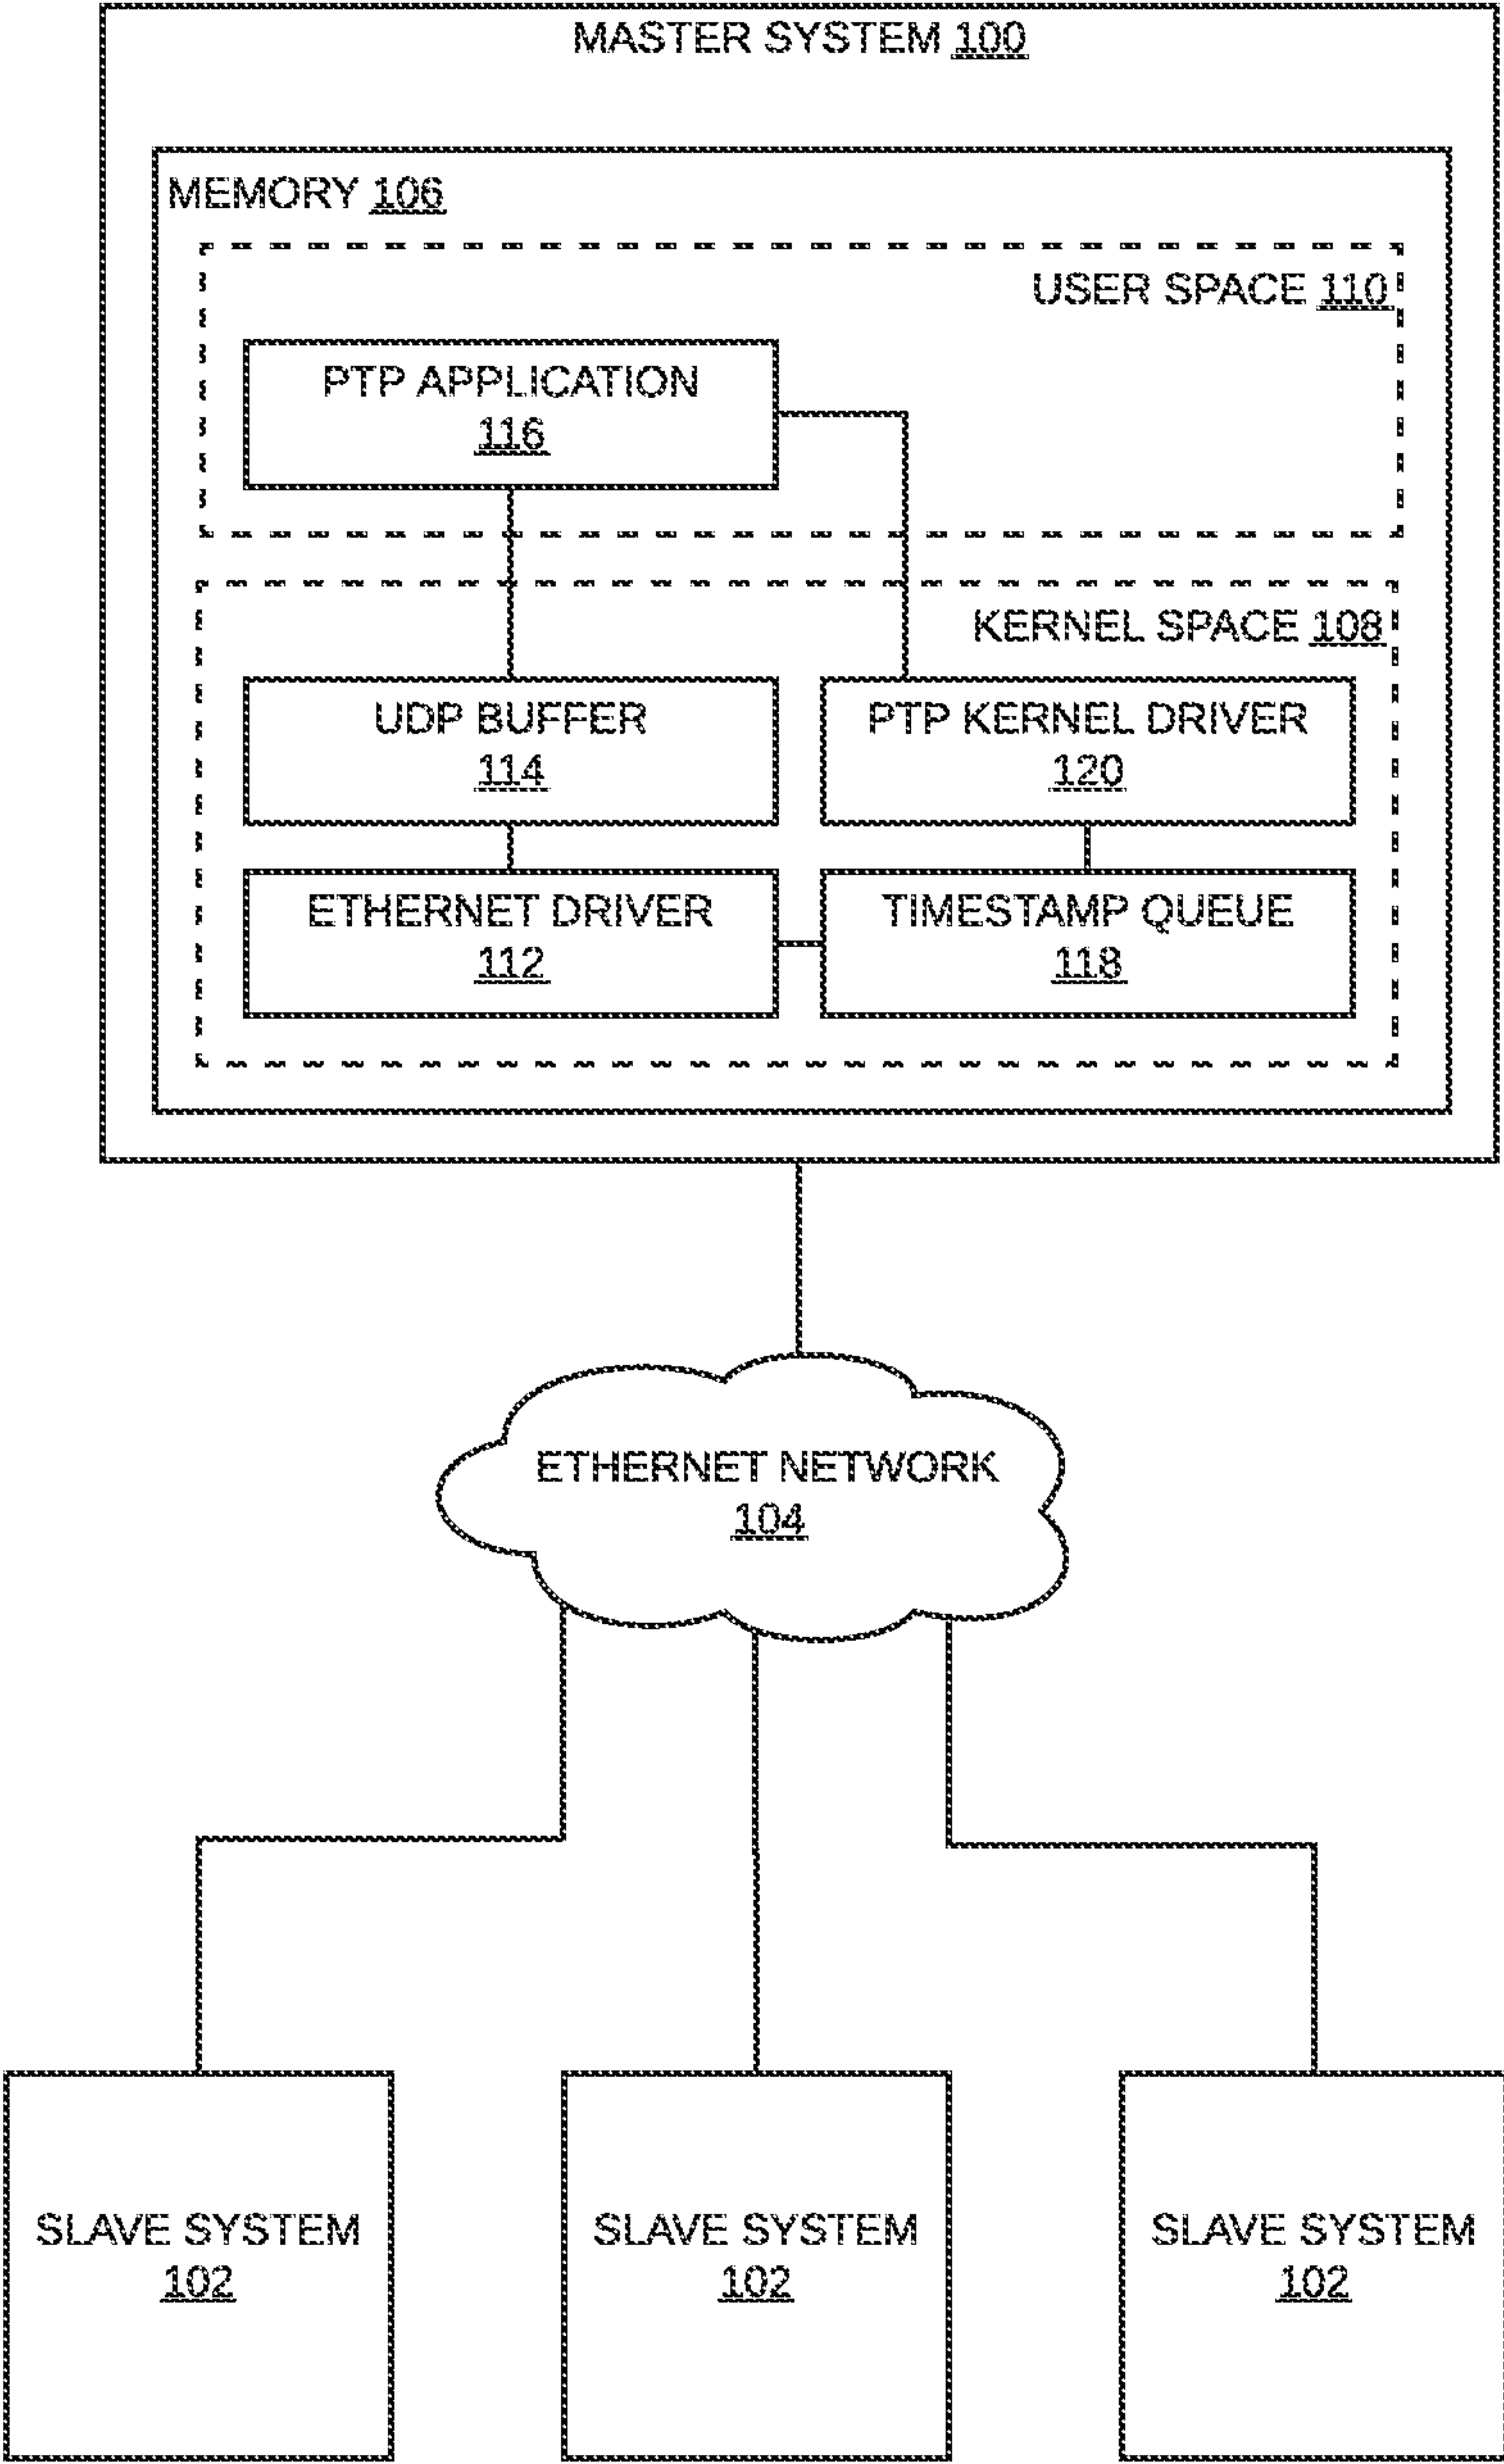 MASTER SYSTEM 100
MEMORY 106
USER SPACE 110
PTP APPLICATION
116
KERNEL SPACE 108
UDP BUFFER
114
PTP KERNEL DRIVER
120
ETHERNET DRIVER
112
TIMESTAMP QUEUE
118
ETHERNET NETWORK
104
SLAVE SYSTEM
102
SLAVE SYSTEM
102
SLAVE SYSTEM
102